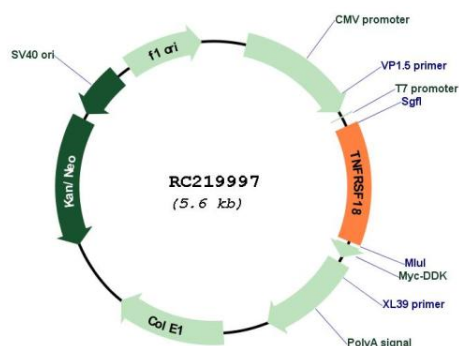 CMV promoter
SV40 ori
f1 ori
VP1.5 primer
T7 promoter
SgfI
Kan/Neo
RC219997
(5.6 kb)
TNFRSF18
MluI
Myc-DDK
XL39 primer
Col E1
PolyA signal